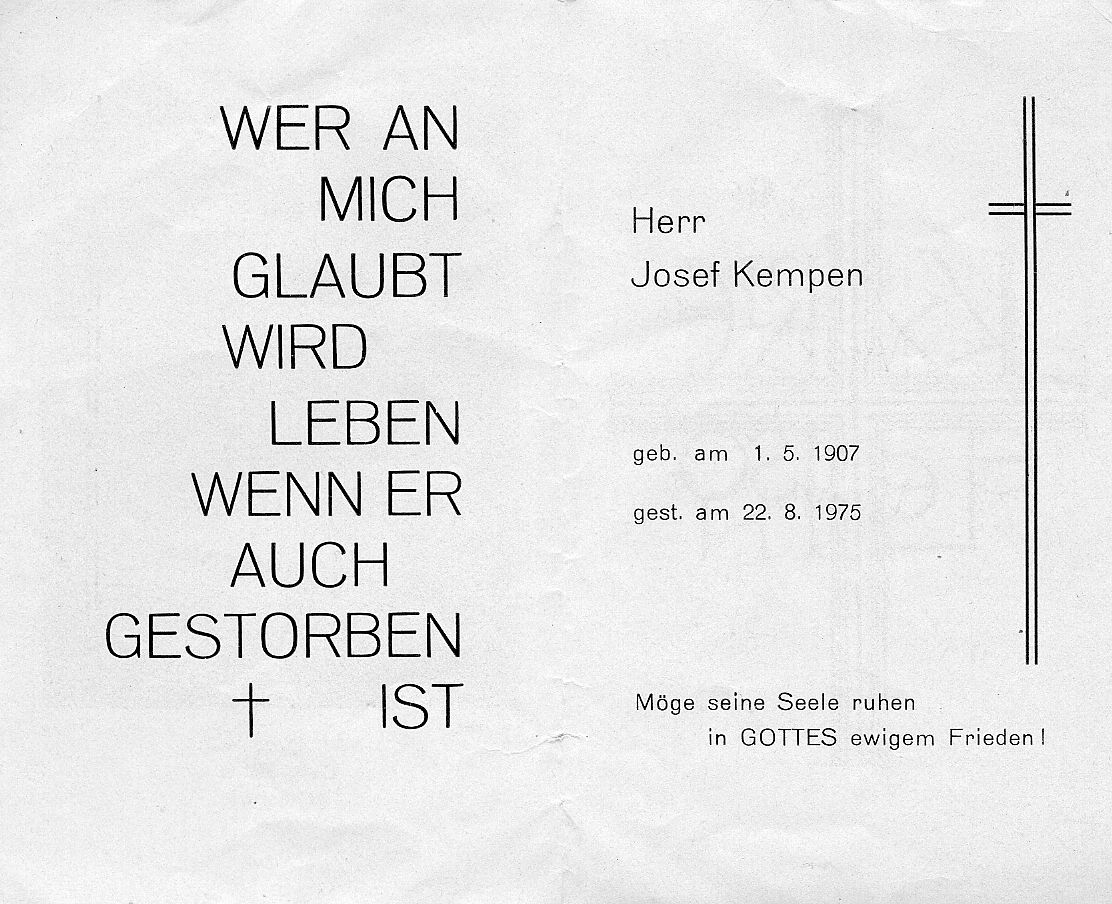 WER AN
MICH
GLAUBT
WIRD
LEBEN
WENN ER
AUCH
GESTORBEN
† IST
Herr
Josef Kempen
geb. am 1. 5. 1907
gest. am 22. 8. 1975
Möge seine Seele ruhen
in GOTTES ewigem Frieden!